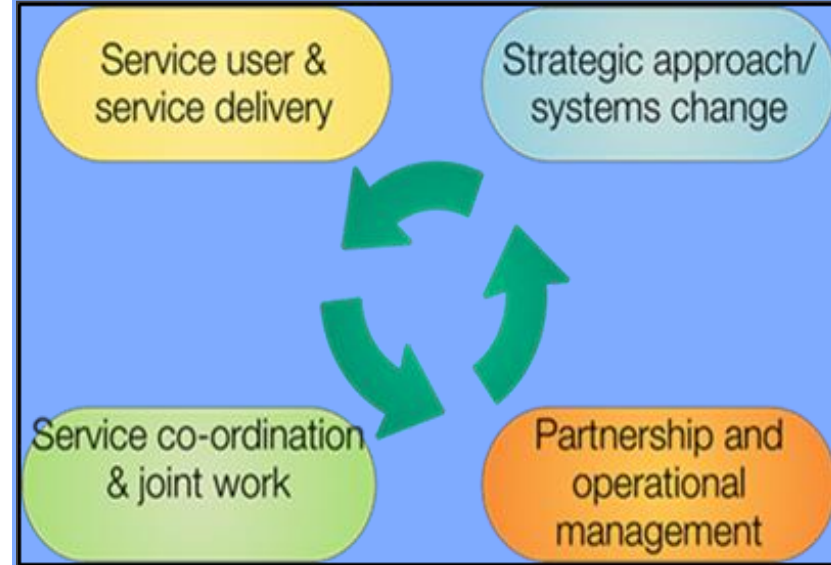 Service user &
service delivery
Strategic approach/
systems change
Service co-ordination
& joint work
Partnership and
operational
management